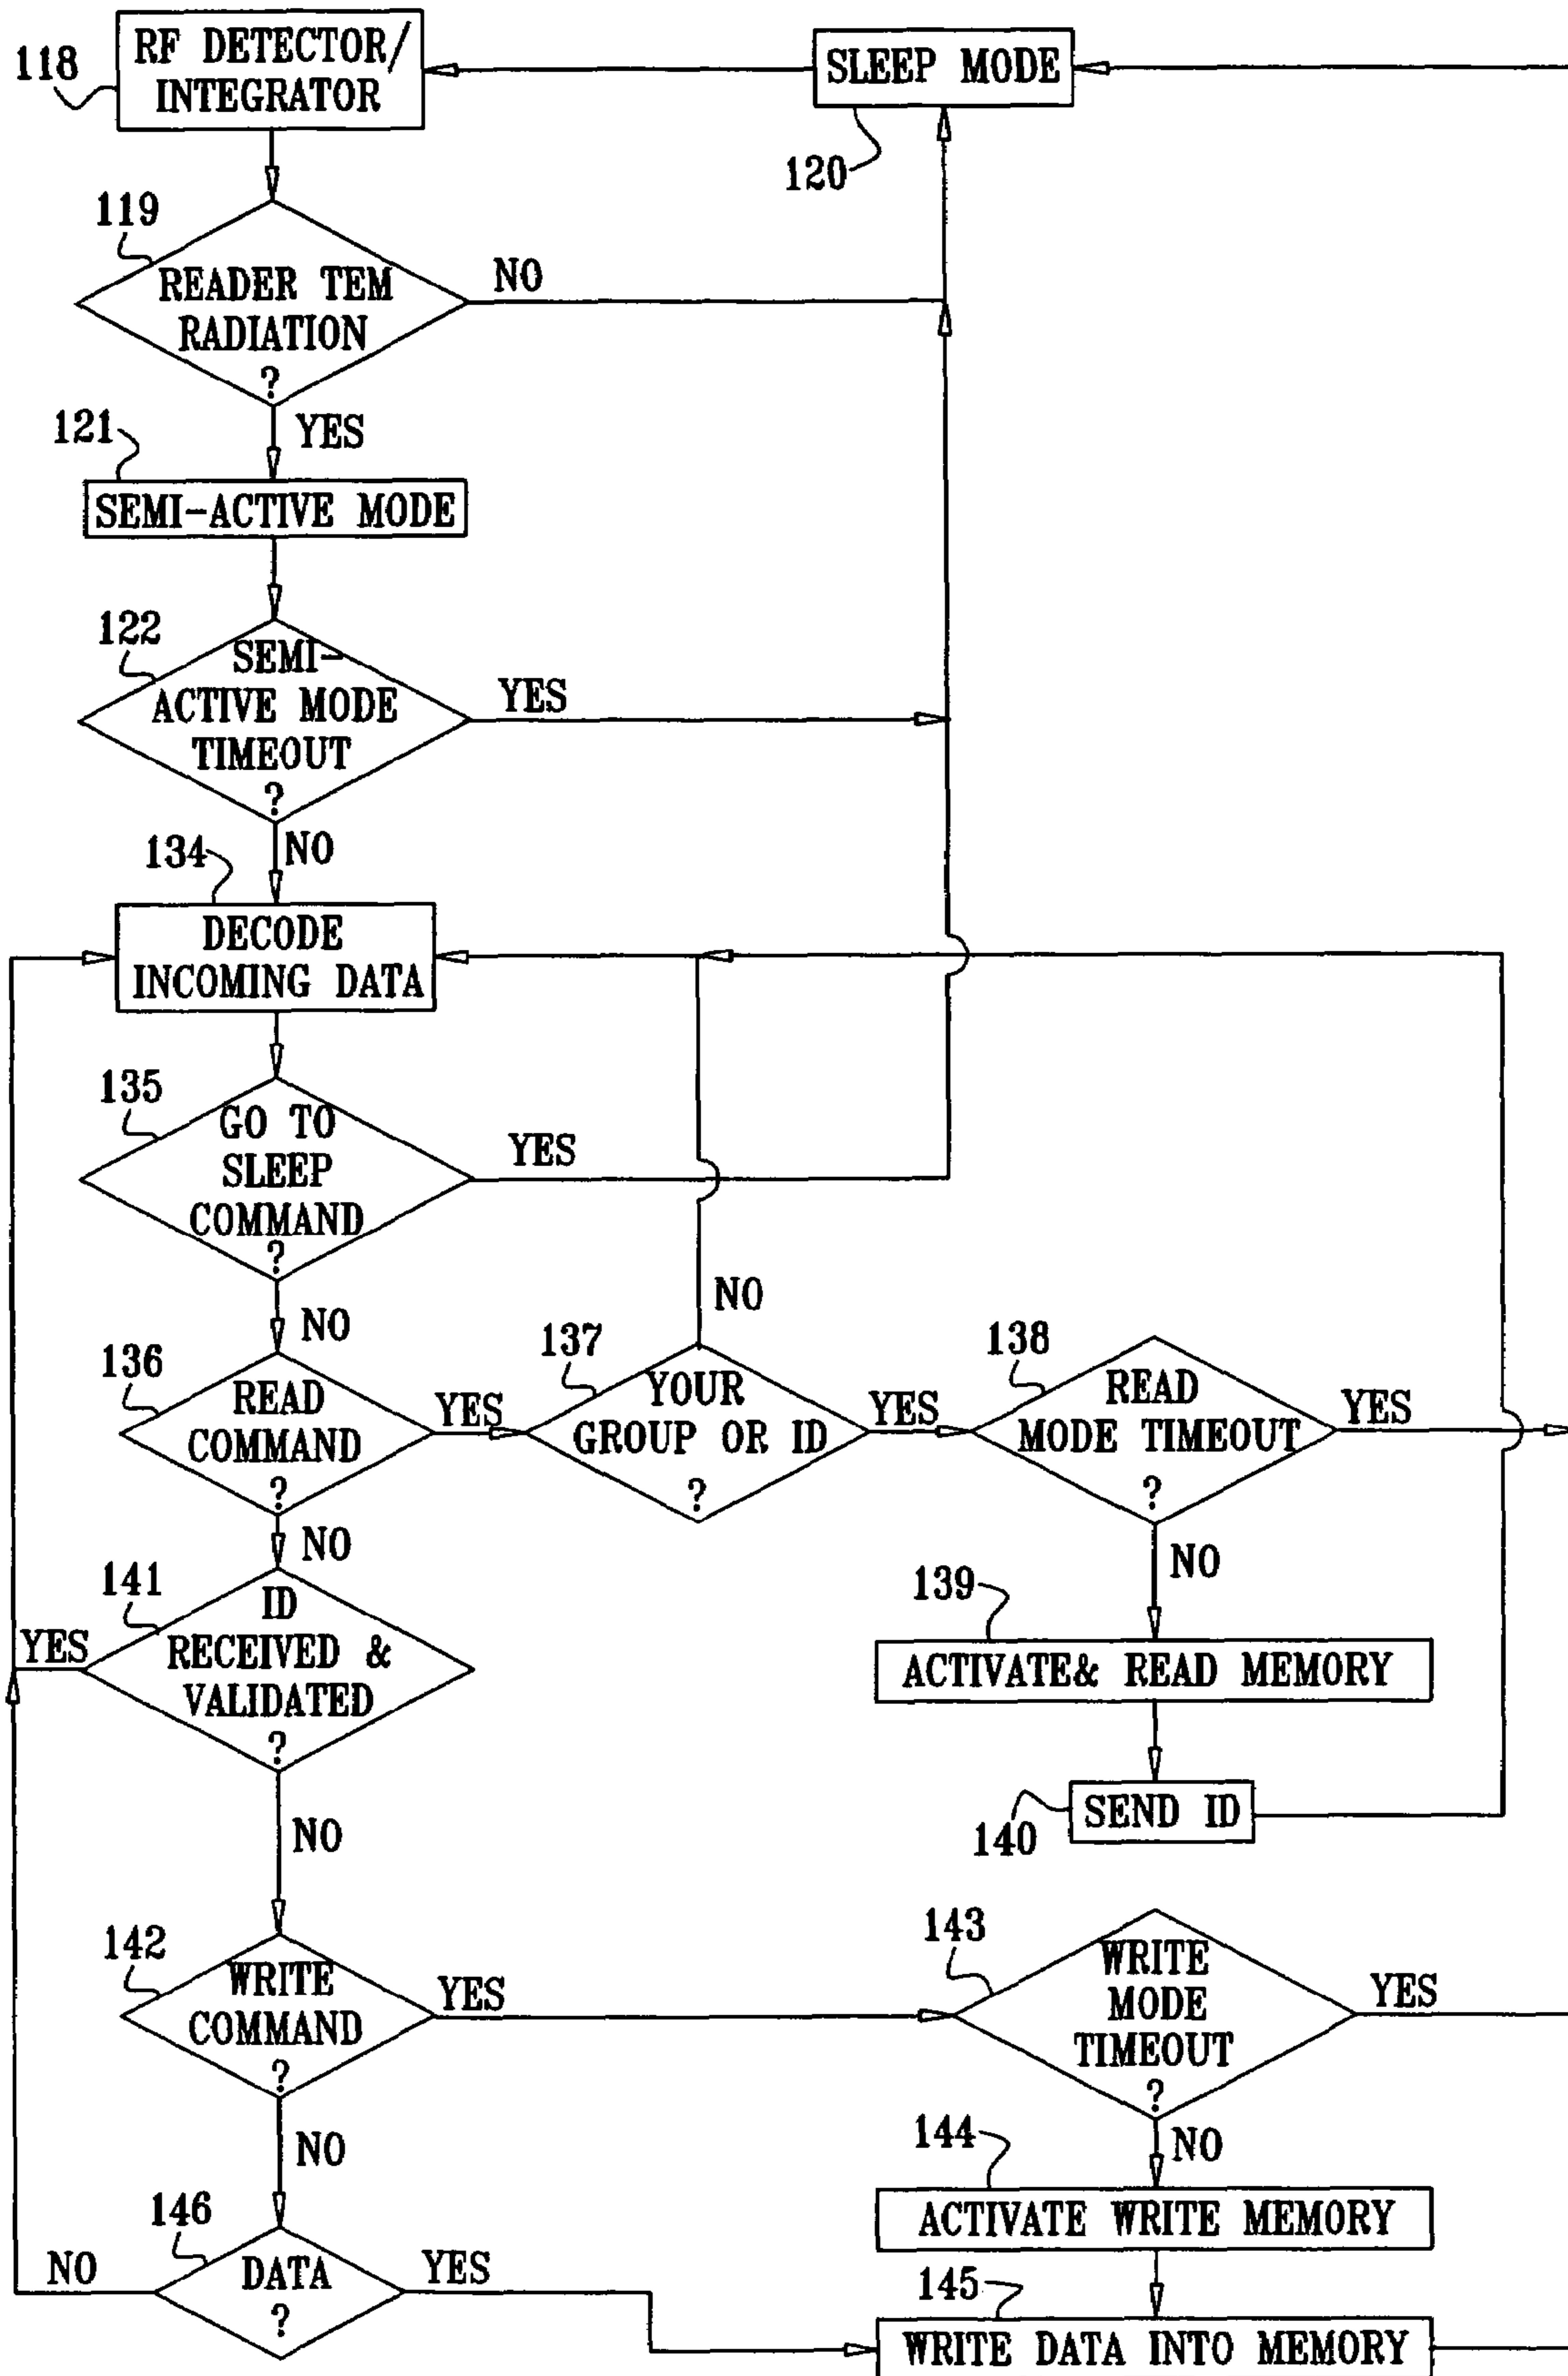 118
RF DETECTOR/
INTEGRATOR
SLEEP MODE
120
119
READER TEM
RADIATION
?
NO
YES
121
SEMI-ACTIVE MODE
122
SEMI-
ACTIVE MODE
TIMEOUT
?
YES
NO
134
DECODE
INCOMING DATA
135
GO TO
SLEEP
COMMAND
?
YES
NO
136
READ
COMMAND
?
YES
NO
137
YOUR
GROUP OR ID
?
NO
YES
138
READ
MODE TIMEOUT
?
YES
NO
139
ACTIVATE& READ MEMORY
140
SEND ID
141
ID
RECEIVED &
VALIDATED
?
YES
NO
142
WRITE
COMMAND
?
YES
NO
143
WRITE
MODE
TIMEOUT
?
YES
NO
144
ACTIVATE WRITE MEMORY
145
WRITE DATA INTO MEMORY
146
DATA
?
NO
YES